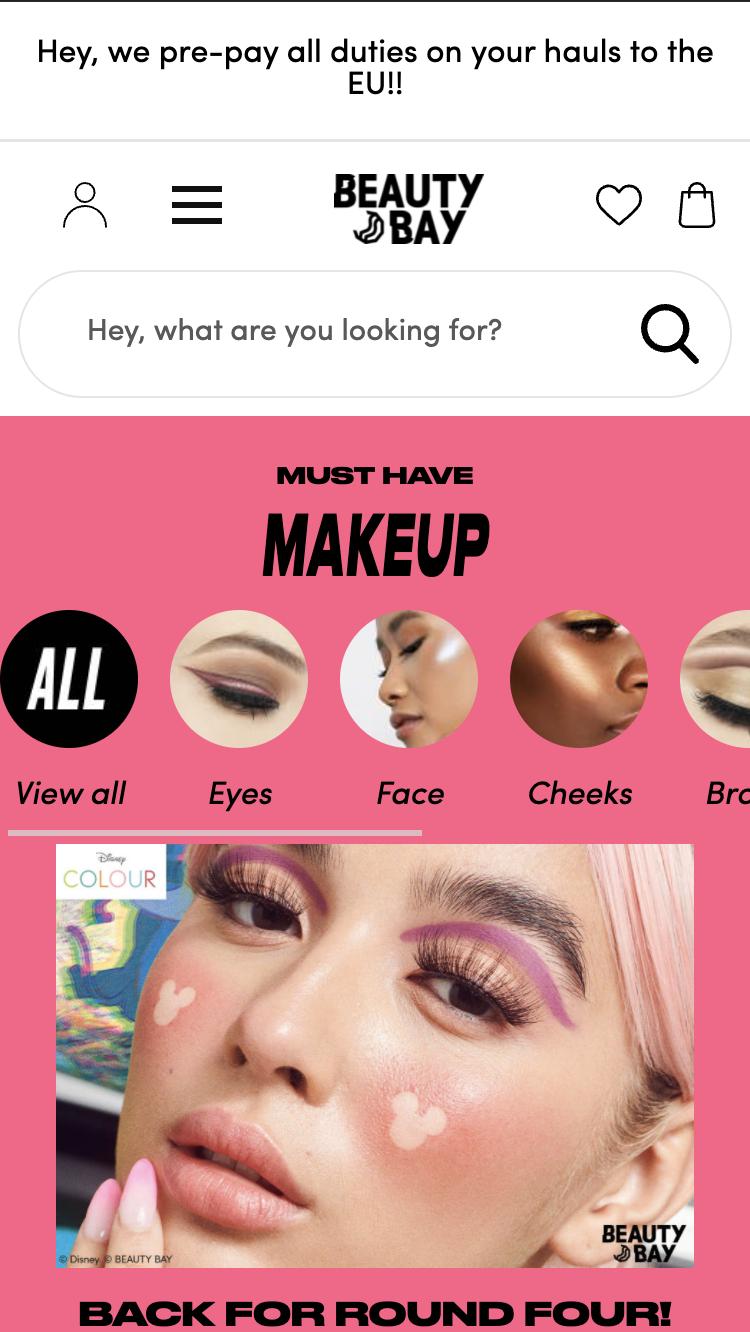 Hey, we pre-pay all duties on your hauls to the
EU!!
BEAUTY
BAY
Hey, what are you looking for?
MUST HAVE
MAKEUP
ALL
View all Eyes Face Cheeks Bro
Disney
COLOUR
BEAUTY
BAY
© Disney © BEAUTY BAY
BACK FOR ROUND FOUR!